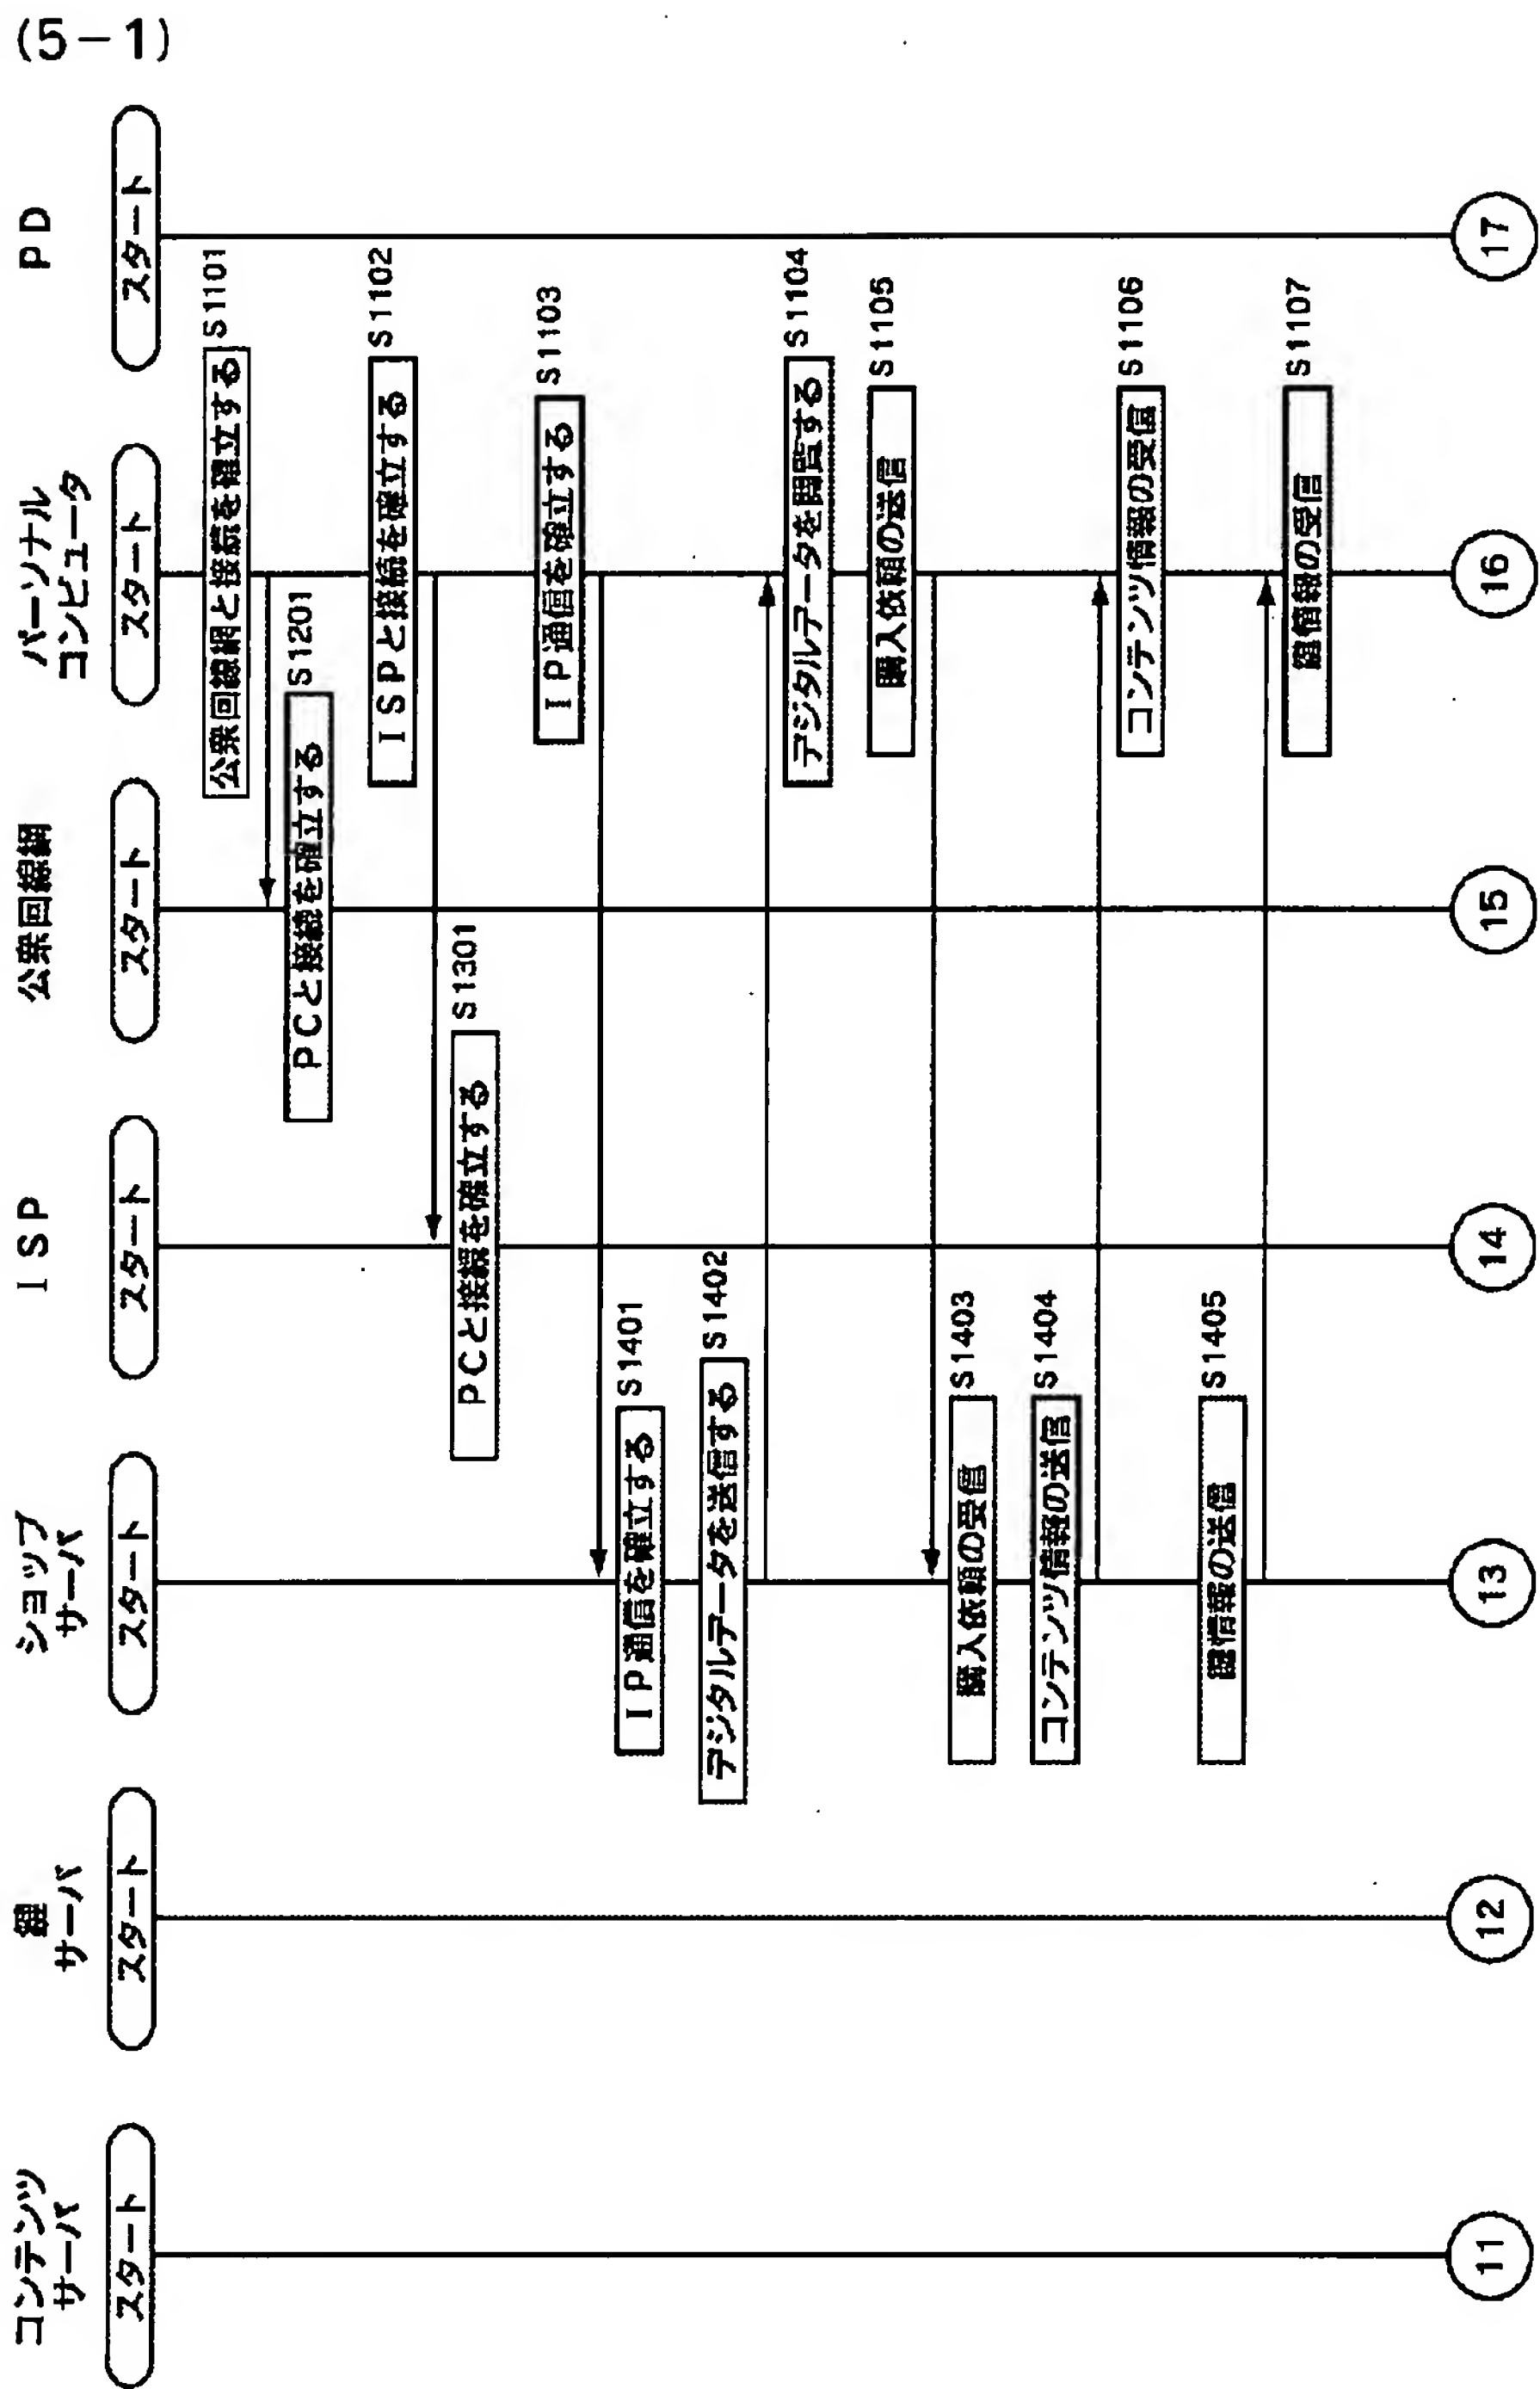 (5-1)
コンテンツ
サーバ
鍵
サーバ
ショップ
サーバ
ISP
公衆回線網
パーソナル
コンピュータ
PD
スタート
スタート
スタート
スタート
スタート
スタート
スタート
公衆回線網と接続を確立する S1101
PCと接続を確立する S1201
ISPと接続を確立する S1102
PCと接続を確立する S1301
IP通信を確立する S1103
IP通信を確立する S1401
デジタルデータを送信する S1402
デジタルデータを閲覧する S1104
購入依頼の送信 S1105
購入依頼の受信 S1403
コンテンツ情報の送信 S1404
コンテンツ情報の受信 S1106
鍵情報の送信 S1405
鍵情報の受信 S1107
11
12
13
14
15
16
17